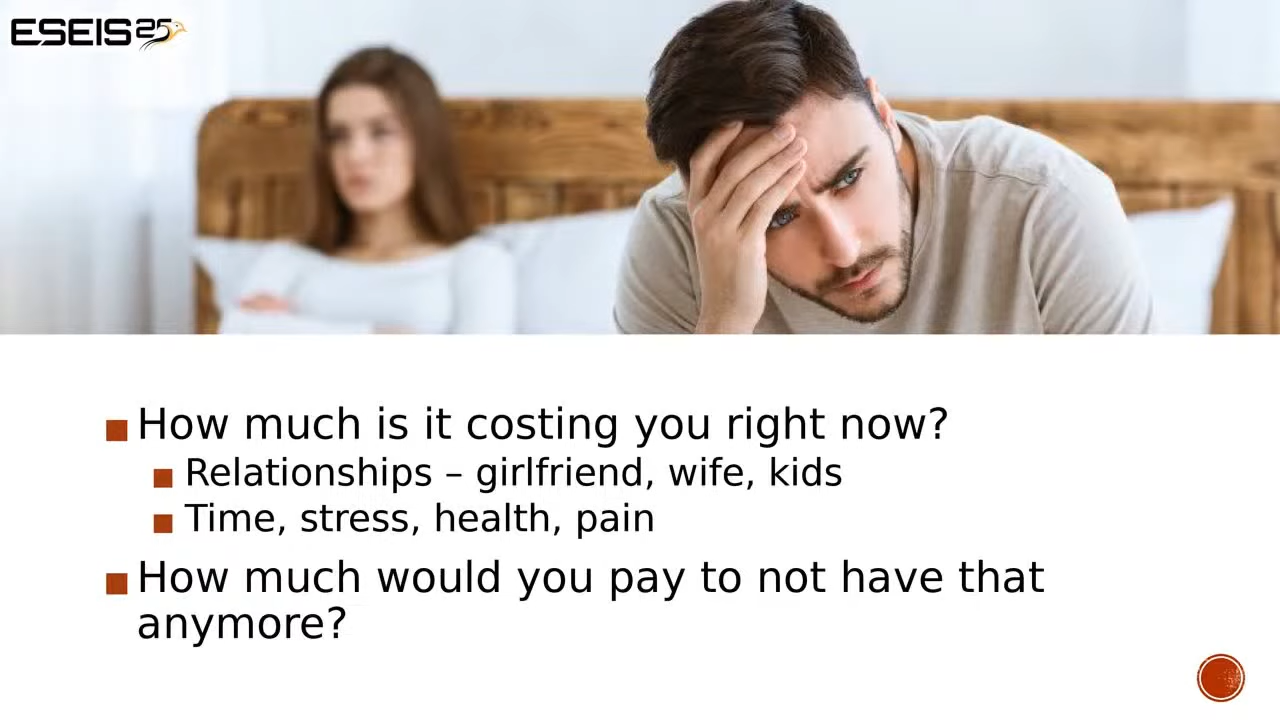 ESEIS25
How much is it costing you right now?
Relationships – girlfriend, wife, kids
Time, stress, health, pain
How much would you pay to not have that
anymore?